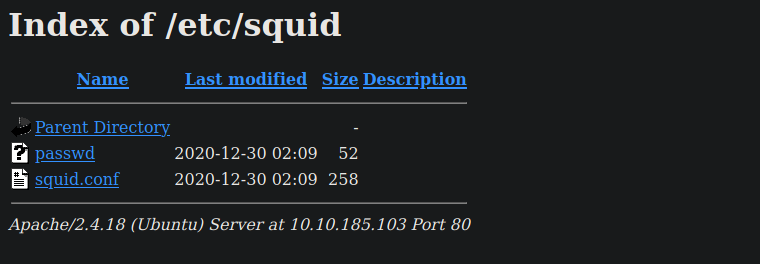 Index of /etc/squid
Name Last modified Size Description
Parent Directory -
passwd 2020-12-30 02:09 52
squid.conf 2020-12-30 02:09 258
Apache/2.4.18 (Ubuntu) Server at 10.10.185.103 Port 80